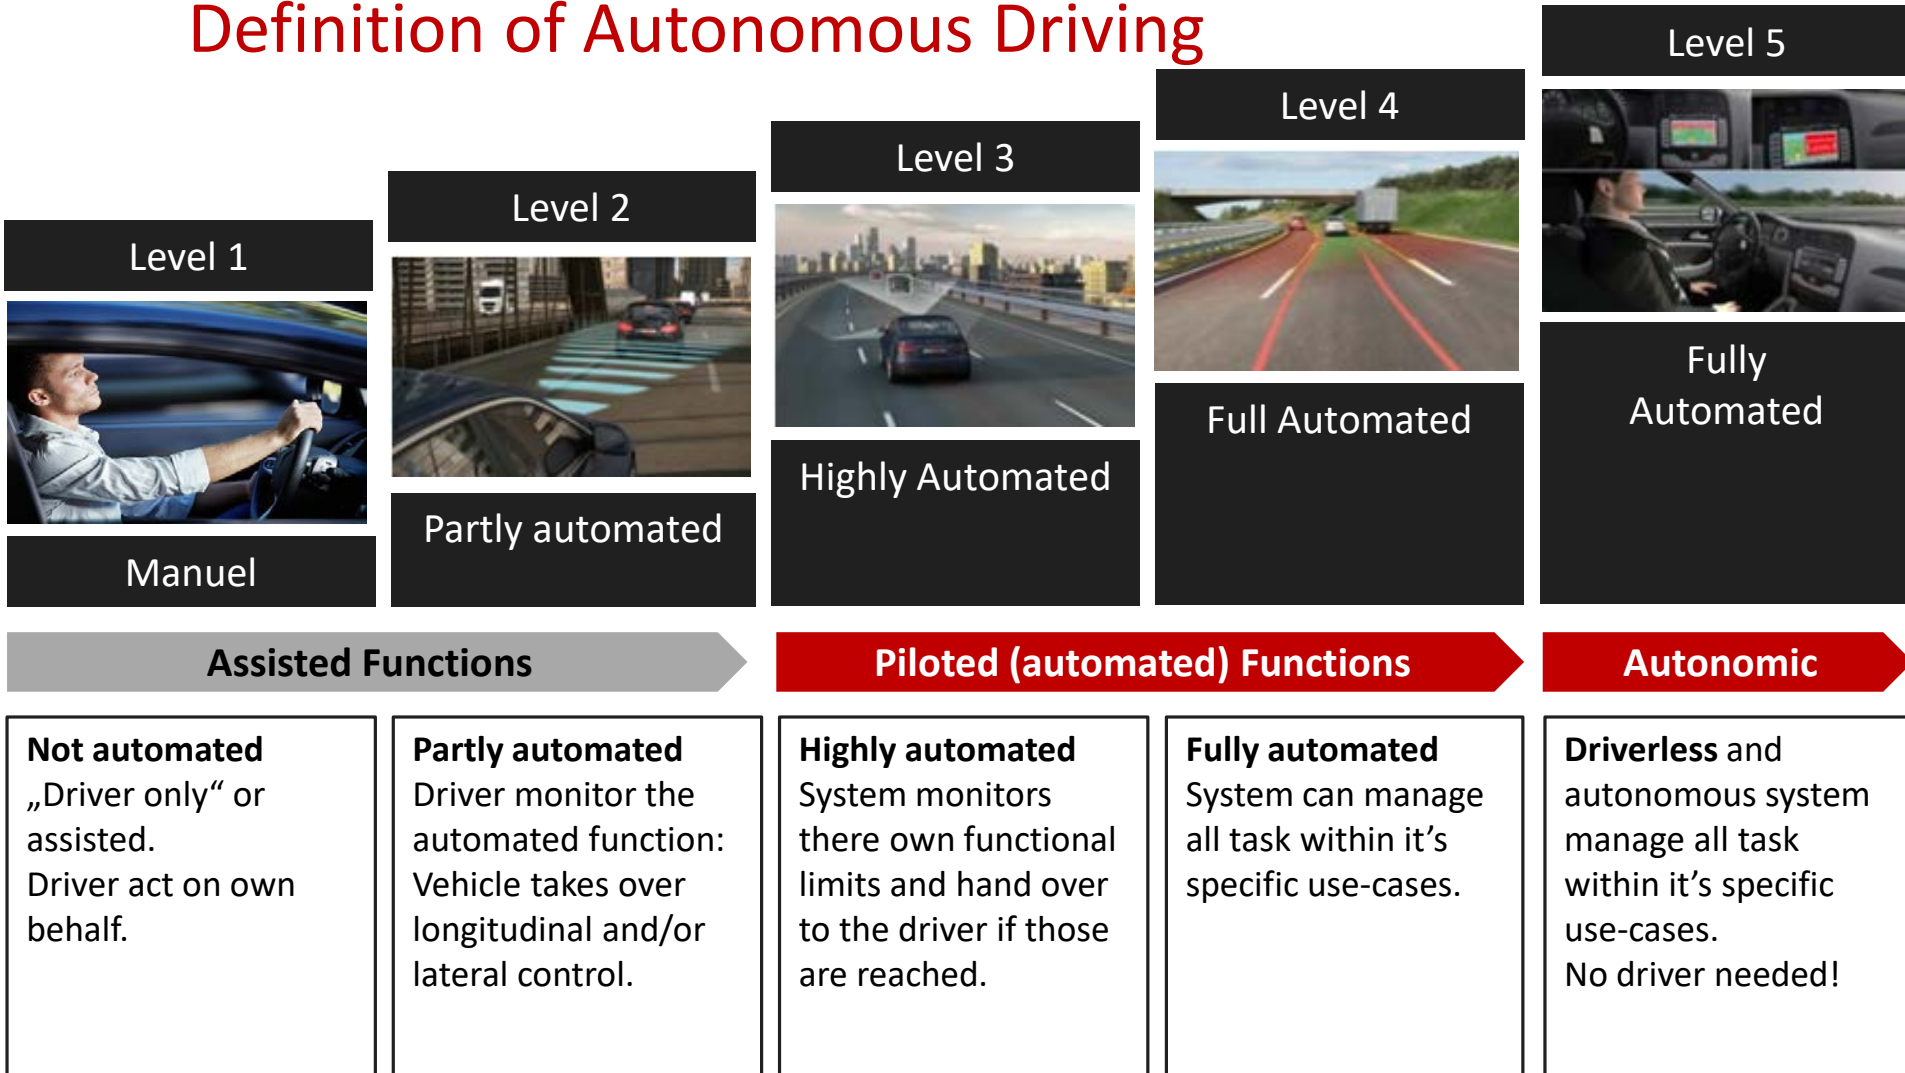 Definition of Autonomous Driving
Level 1
Manuel
Level 2
Partly automated
Level 3
Highly Automated
Level 4
Full Automated
Level 5
Fully
Automated
Assisted Functions
Piloted (automated) Functions
Autonomic
Not automated
„Driver only“ or
assisted.
Driver act on own
behalf.
Partly automated
Driver monitor the
automated function:
Vehicle takes over
longitudinal and/or
lateral control.
Highly automated
System monitors
there own functional
limits and hand over
to the driver if those
are reached.
Fully automated
System can manage
all task within it’s
specific use-cases.
Driverless and
autonomous system
manage all task
within it’s specific
use-cases.
No driver needed!